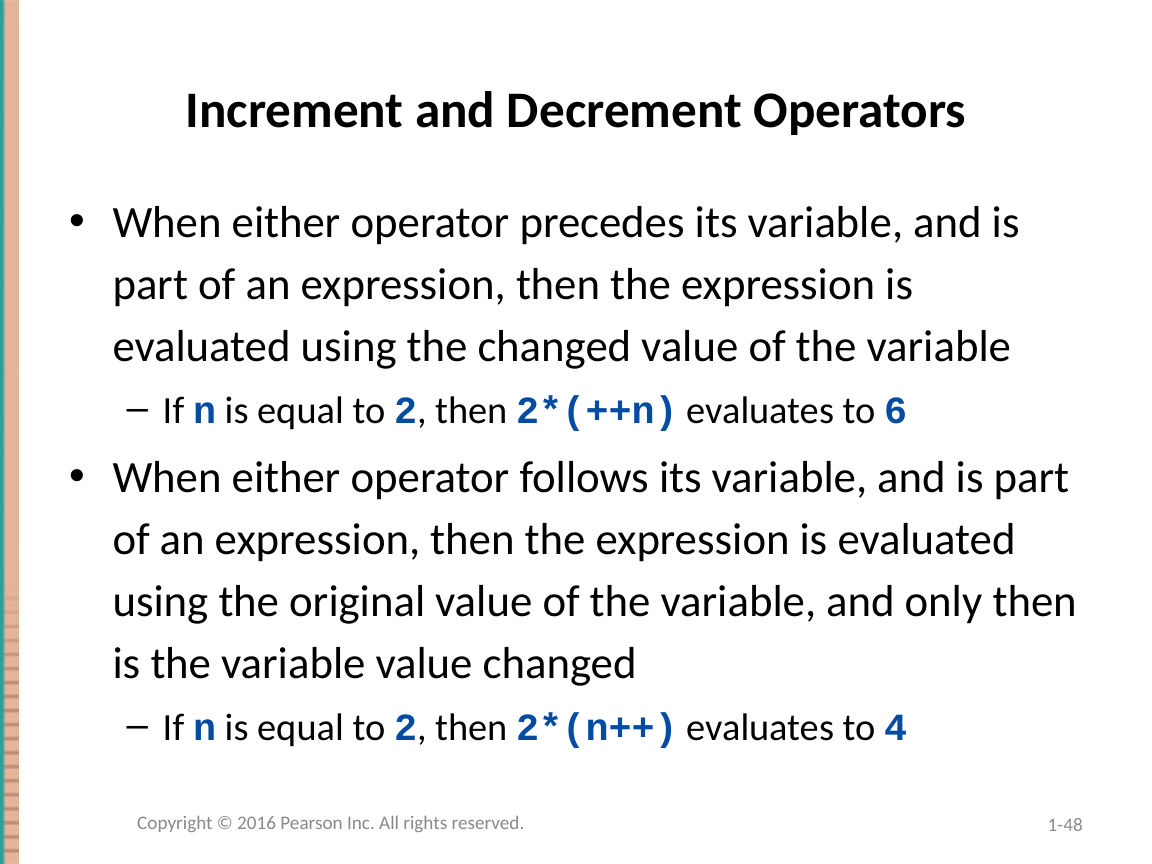 Increment and Decrement Operators
• When either operator precedes its variable, and is
part of an expression, then the expression is
evaluated using the changed value of the variable
– If n is equal to 2, then 2*(++n) evaluates to 6
• When either operator follows its variable, and is part
of an expression, then the expression is evaluated
using the original value of the variable, and only then
is the variable value changed
– If n is equal to 2, then 2*(n++) evaluates to 4
Copyright © 2016 Pearson Inc. All rights reserved.
1-48